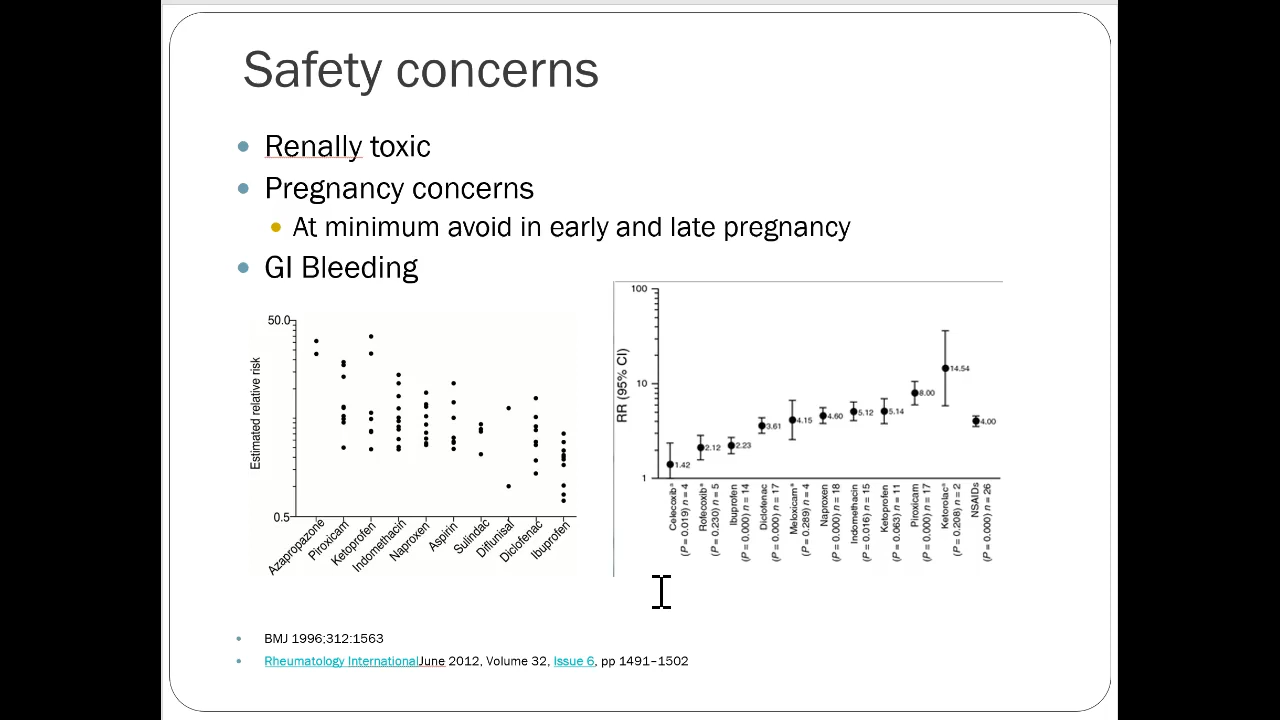 Safety concerns
Renally toxic
Pregnancy concerns
At minimum avoid in early and late pregnancy
GI Bleeding
50.0
Estimated relative risk
0.5
Azapropazone
Piroxicam
Ketoprofen
Indomethacin
Naproxen
Aspirin
Sulindac
Diflunisal
Diclofenac
Ibuprofen
100
10
1
RR (95% CI)
1.42
2.12
2.23
3.61
4.15
4.60
5.12
5.14
8.00
14.54
4.00
Celecoxib*
(P = 0.019) n = 4
Rofecoxib*
(P = 0.230) n = 5
Ibuprofen
(P = 0.000) n = 14
Diclofenac
(P = 0.000) n = 17
Meloxicam*
(P = 0.289) n = 4
Naproxen
(P = 0.000) n = 18
Indomethacin
(P = 0.016) n = 15
Ketoprofen
(P = 0.063) n = 11
Piroxicam
(P = 0.000) n = 17
Ketorolac*
(P = 0.208) n = 2
NSAIDs
(P = 0.000) n = 26
BMJ 1996;312:1563
Rheumatology InternationalJune 2012, Volume 32, Issue 6, pp 1491–1502